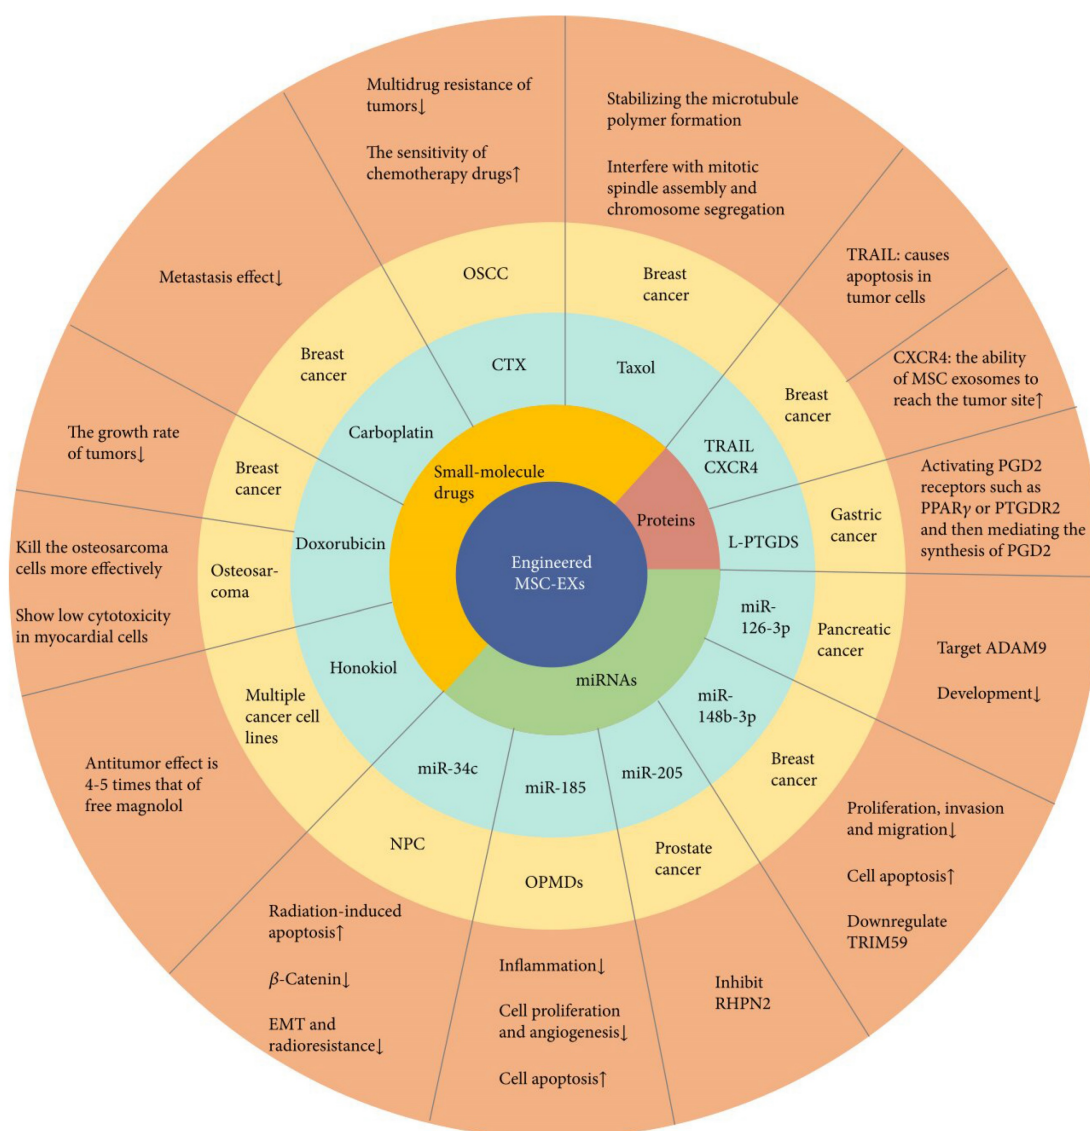 Engineered
MSC-EXs
Small-molecule
drugs
Proteins
miRNAs
CTX
Taxol
TRAIL
CXCR4
L-PTGDS
miR-
126-3p
miR-
148b-3p
miR-205
miR-185
miR-34c
Honokiol
Doxorubicin
Carboplatin
OSCC
Breast
cancer
Breast
cancer
Gastric
cancer
Pancreatic
cancer
Breast
cancer
Prostate
cancer
OPMDs
NPC
Multiple
cancer cell
lines
Osteosar-
coma
Breast
cancer
Breast
cancer
Multidrug resistance of
tumors↓
The sensitivity of
chemotherapy drugs↑
Stabilizing the microtubule
polymer formation
Interfere with mitotic
spindle assembly and
chromosome segregation
TRAIL: causes
apoptosis in
tumor cells
CXCR4: the ability
of MSC exosomes to
reach the tumor site↑
Activating PGD2
receptors such as
PPARγ or PTGDR2
and then mediating the
synthesis of PGD2
Target ADAM9
Development↓
Proliferation, invasion
and migration↓
Cell apoptosis↑
Downregulate
TRIM59
Inhibit
RHPN2
Inflammation↓
Cell proliferation
and angiogenesis↓
Cell apoptosis↑
Radiation-induced
apoptosis↑
β-Catenin↓
EMT and
radioresistance↓
Antitumor effect is
4-5 times that of
free magnolol
Kill the osteosarcoma
cells more effectively
Show low cytotoxicity
in myocardial cells
The growth rate
of tumors↓
Metastasis effect↓